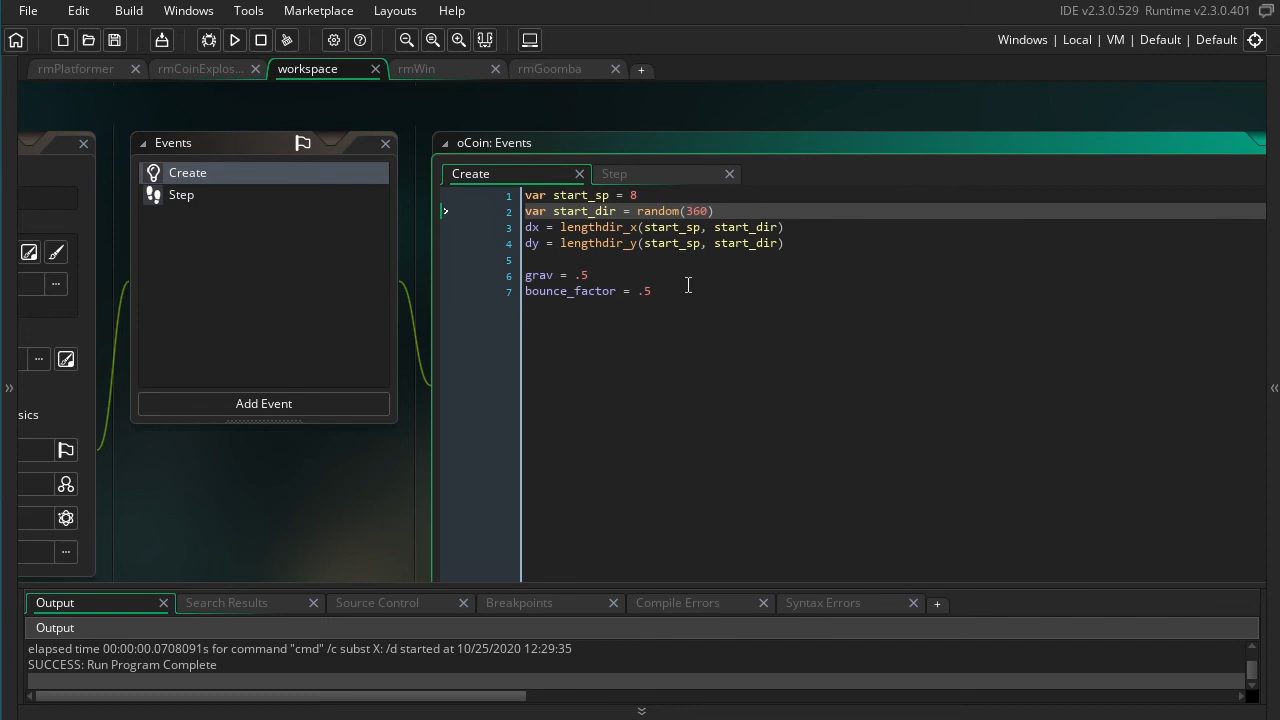 File Edit Build Windows Tools Marketplace Layouts Help IDE v2.3.0.529 Runtime v2.3.0.401
Windows | Local | VM | Default | Default
rmPlatformer rmCoinExplos... workspace rmWin rmGoomba
Events
Create
Step
Add Event
sics
oCoin: Events
Create Step
1 var start_sp = 8
2 var start_dir = random(360)
3 dx = lengthdir_x(start_sp, start_dir)
4 dy = lengthdir_y(start_sp, start_dir)
5
6 grav = .5
7 bounce_factor = .5
Output Search Results Source Control Breakpoints Compile Errors Syntax Errors
Output
elapsed time 00:00:00.0708091s for command "cmd" /c subst X: /d started at 10/25/2020 12:29:35
SUCCESS: Run Program Complete